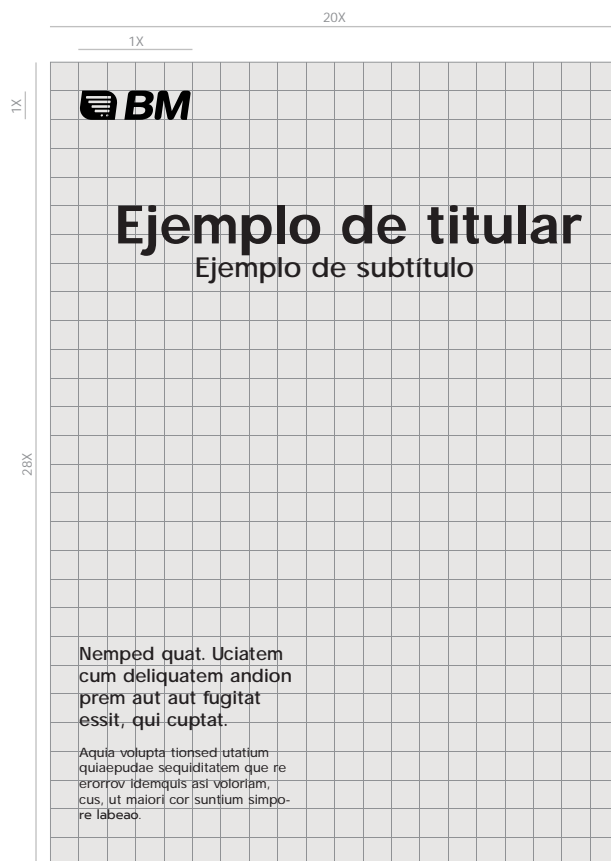 20X
1X
1X
BM
Ejemplo de titular
Ejemplo de subtítulo
28X
Nemped quat. Uciatem
cum deliquatem andion
prem aut aut fugitat
essit, qui cuptat.
Aquia volupta tionsed utatium
quiaepudae sequiditatem que re
erorrov idemquis asi voloriam,
cus, ut maiori cor suntium simpo-
re labeao.